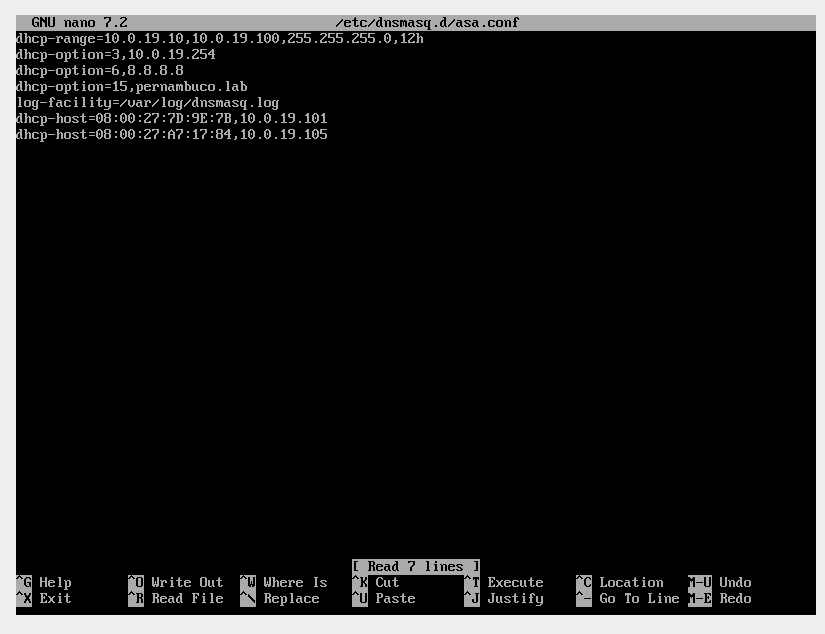 GNU nano 7.2 /etc/dnsmasq.d/asa.conf
dhcp-range=10.0.19.10,10.0.19.100,255.255.255.0,12h
dhcp-option=3,10.0.19.254
dhcp-option=6,8.8.8.8
dhcp-option=15,pernambuco.lab
log-facility=/var/log/dnsmasq.log
dhcp-host=08:00:27:7D:9E:7B,10.0.19.101
dhcp-host=08:00:27:A7:17:84,10.0.19.105
[ Read 7 lines ]
^G Help ^O Write Out ^W Where Is ^K Cut ^T Execute ^C Location M-U Undo
^X Exit ^R Read File ^\ Replace ^U Paste ^J Justify ^- Go To Line M-E Redo